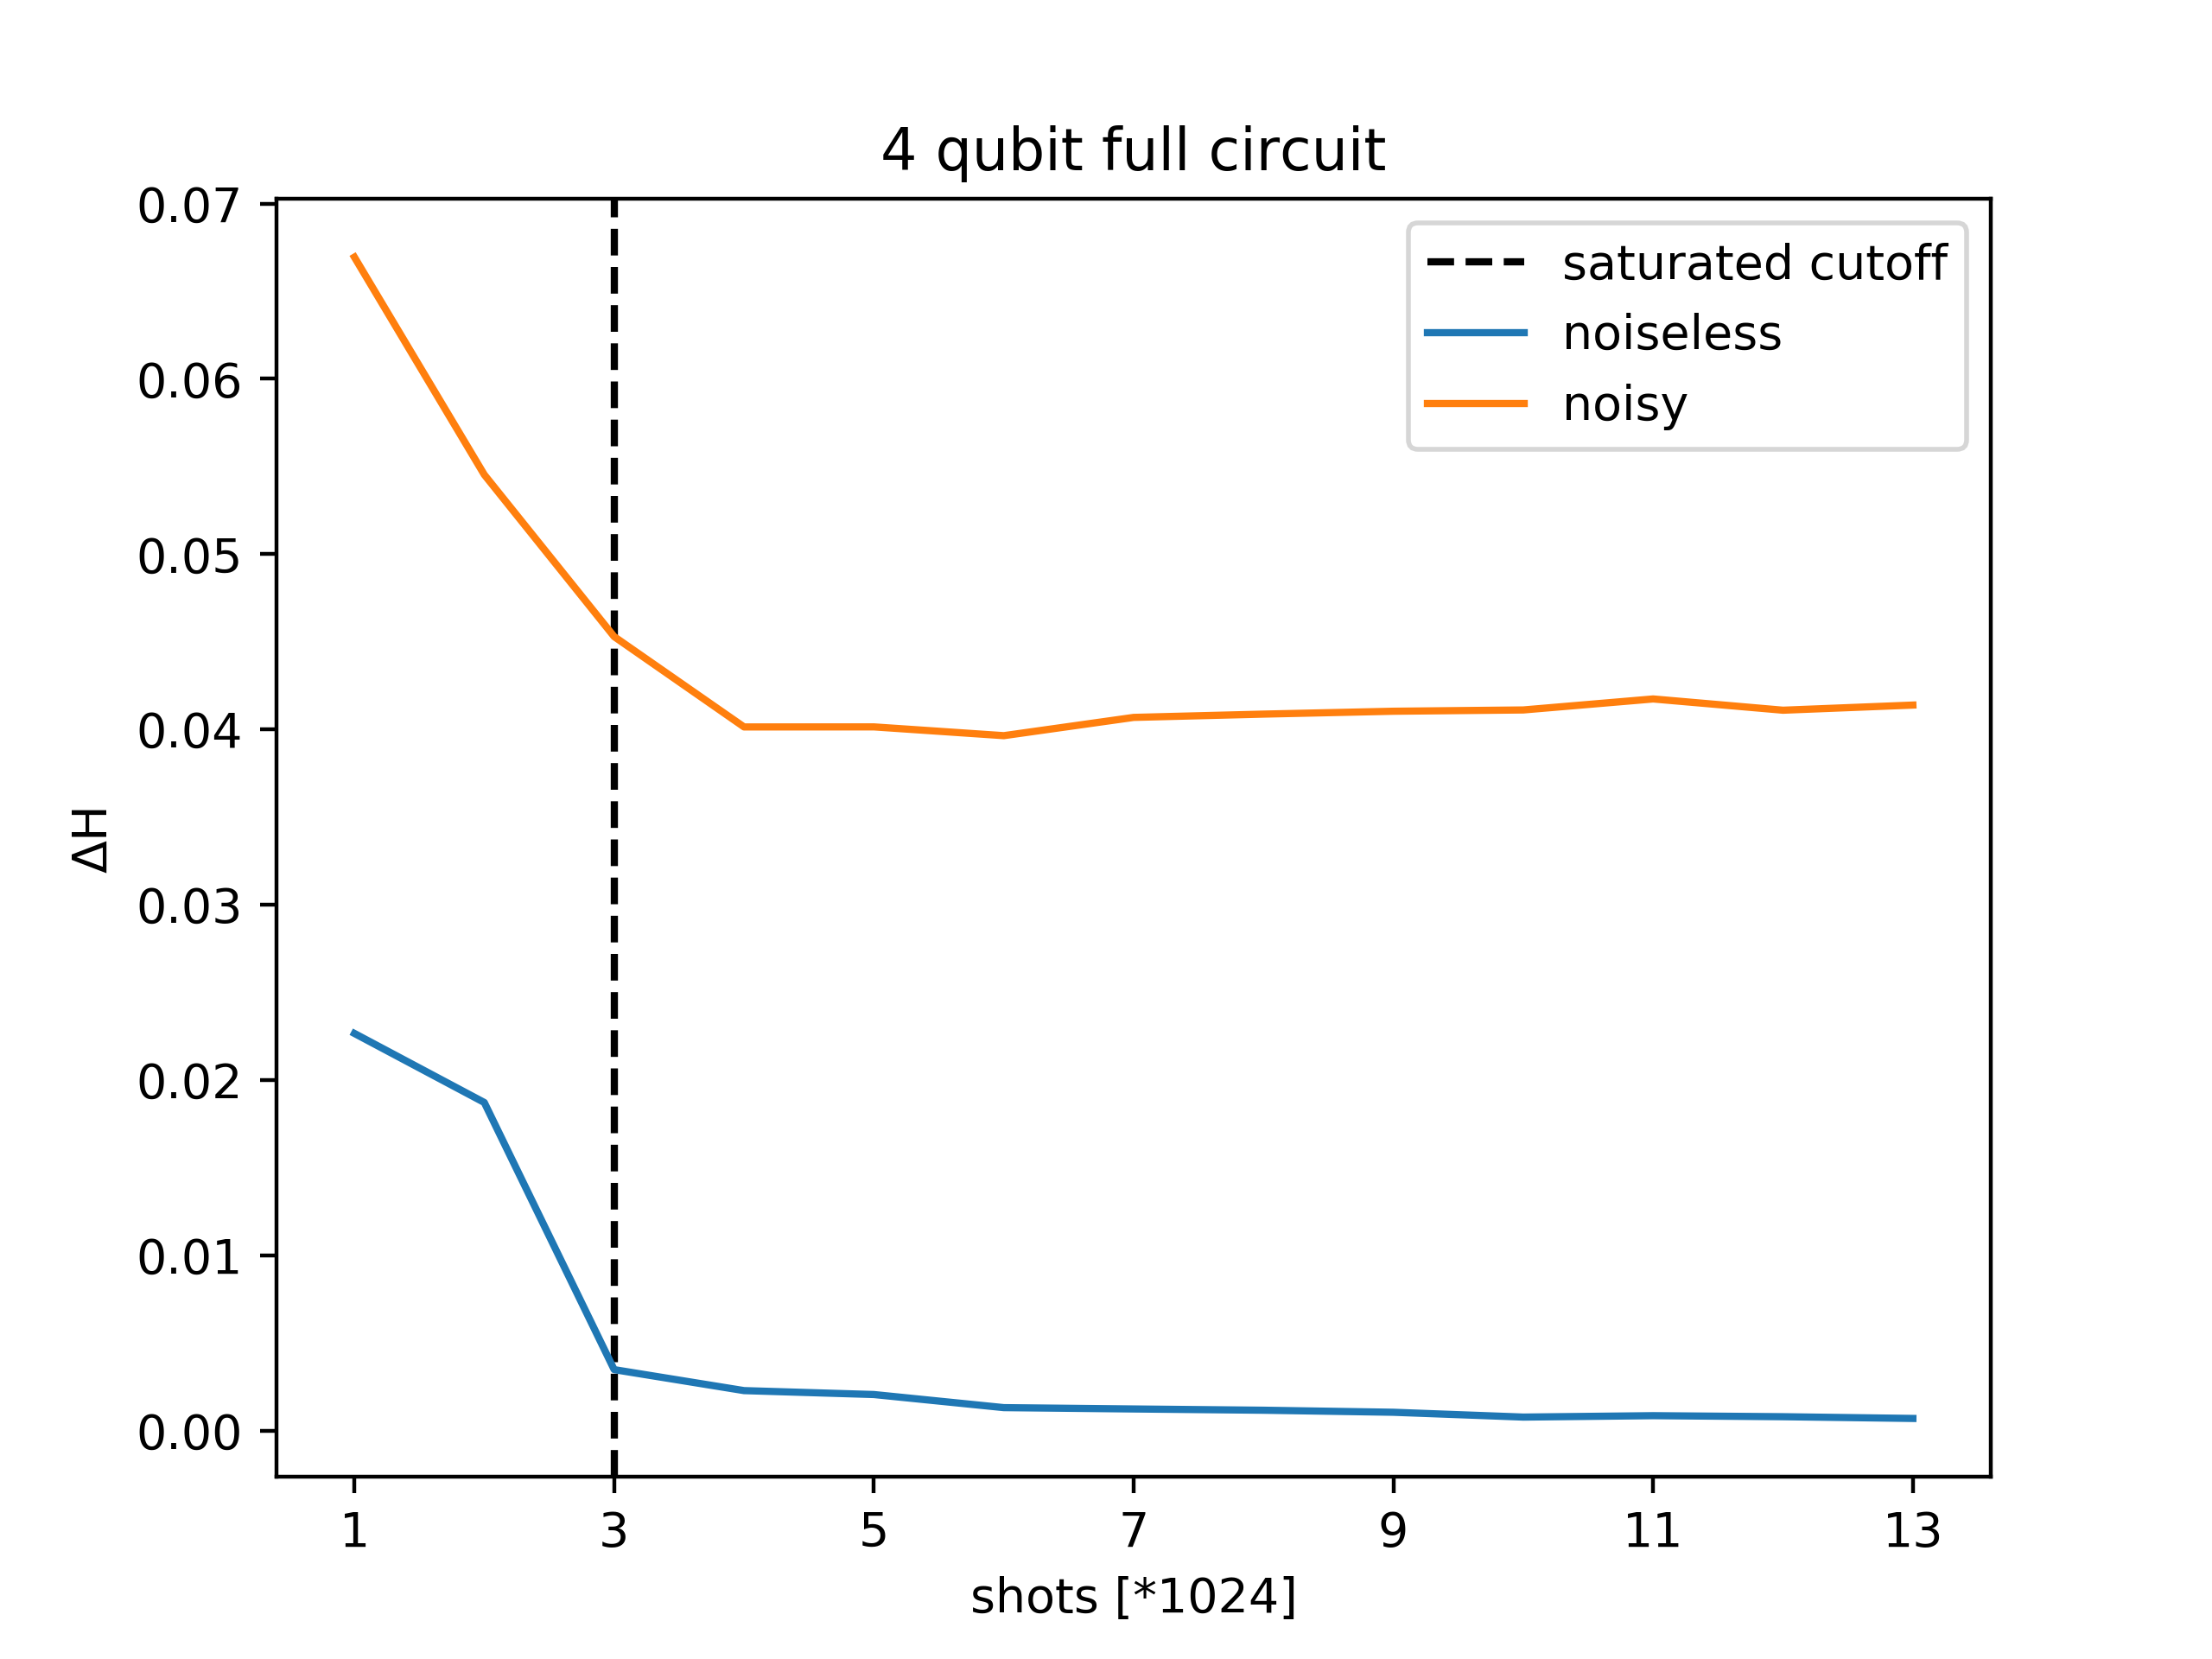 4 qubit full circuit
0.07
0.06
0.05
0.04
0.03
0.02
0.01
0.00
ΔH
saturated cutoff
noiseless
noisy
1 3 5 7 9 11 13
shots [*1024]